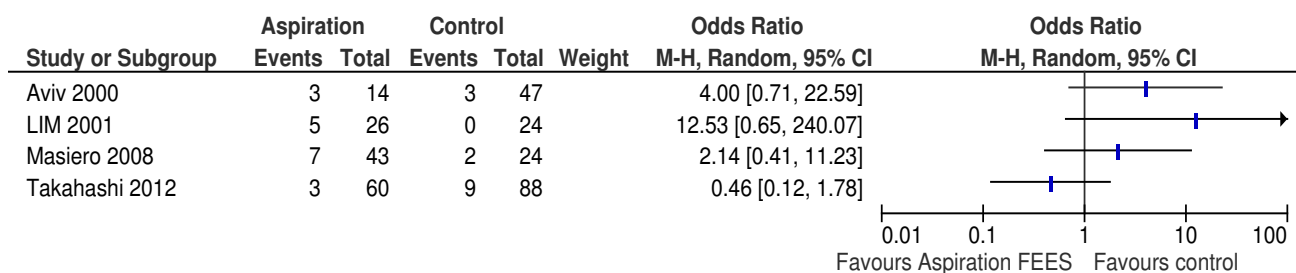 Aspiration Control Odds Ratio Odds Ratio
Study or Subgroup Events Total Events Total Weight M-H, Random, 95% CI M-H, Random, 95% CI
Aviv 2000 3 14 3 47 4.00 [0.71, 22.59]
LIM 2001 5 26 0 24 12.53 [0.65, 240.07]
Masiero 2008 7 43 2 24 2.14 [0.41, 11.23]
Takahashi 2012 3 60 9 88 0.46 [0.12, 1.78]
0.01 0.1 1 10 100
Favours Aspiration FEES Favours control